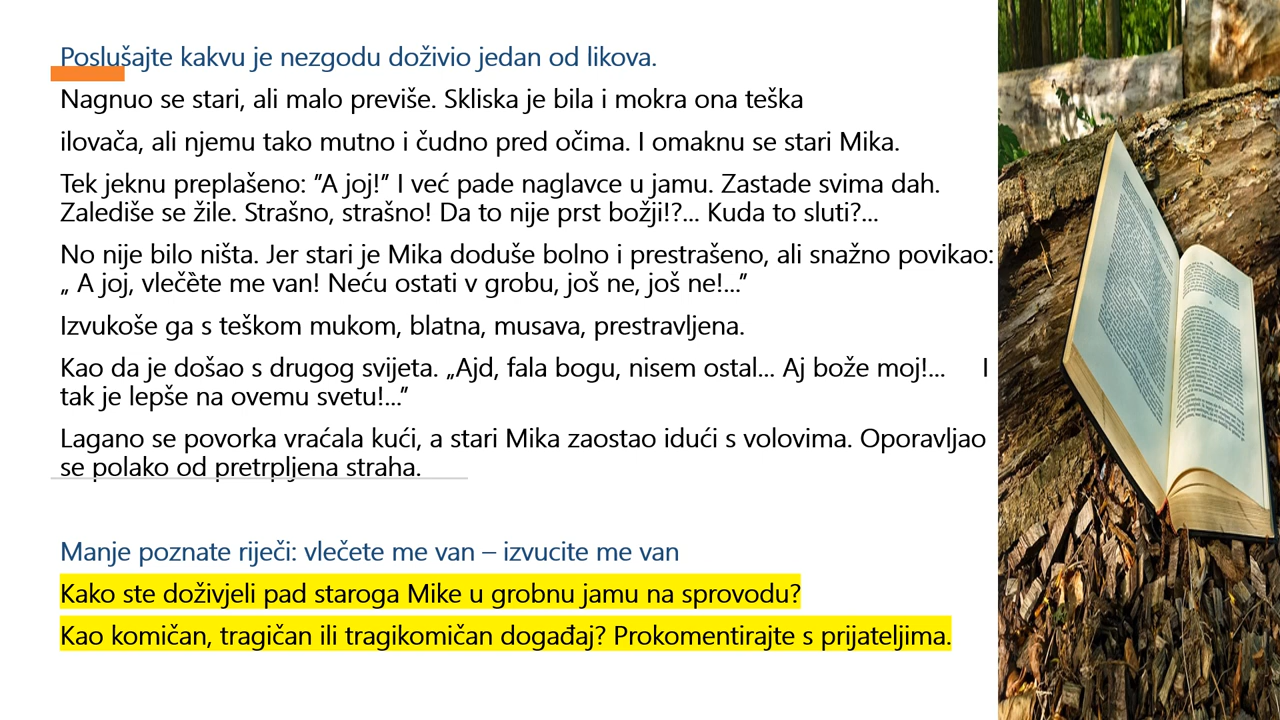 Poslušajte kakvu je nezgodu doživio jedan od likova.
Nagnuo se stari, ali malo previše. Skliska je bila i mokra ona teška
ilovača, ali njemu tako mutno i čudno pred očima. I omaknu se stari Mika.
Tek jeknu preplašeno: ”A joj!” I već pade naglavce u jamu. Zastade svima dah.
Zalediše se žile. Strašno, strašno! Da to nije prst božji!?... Kuda to sluti?...
No nije bilo ništa. Jer stari je Mika doduše bolno i prestrašeno, ali snažno povikao:
„ A joj, vlečȅte me van! Neću ostati v grobu, još ne, još ne!...”
Izvukoše ga s teškom mukom, blatna, musava, prestravljena.
Kao da je došao s drugog svijeta. „Ajd, fala bogu, nisem ostal... Aj bože moj!... I
tak je lepše na ovemu svetu!...”
Lagano se povorka vraćala kući, a stari Mika zaostao idući s volovima. Oporavljao
se polako od pretrpljena straha.
Manje poznate riječi: vlečete me van – izvucite me van
Kako ste doživjeli pad staroga Mike u grobnu jamu na sprovodu?
Kao komičan, tragičan ili tragikomičan događaj? Prokomentirajte s prijateljima.